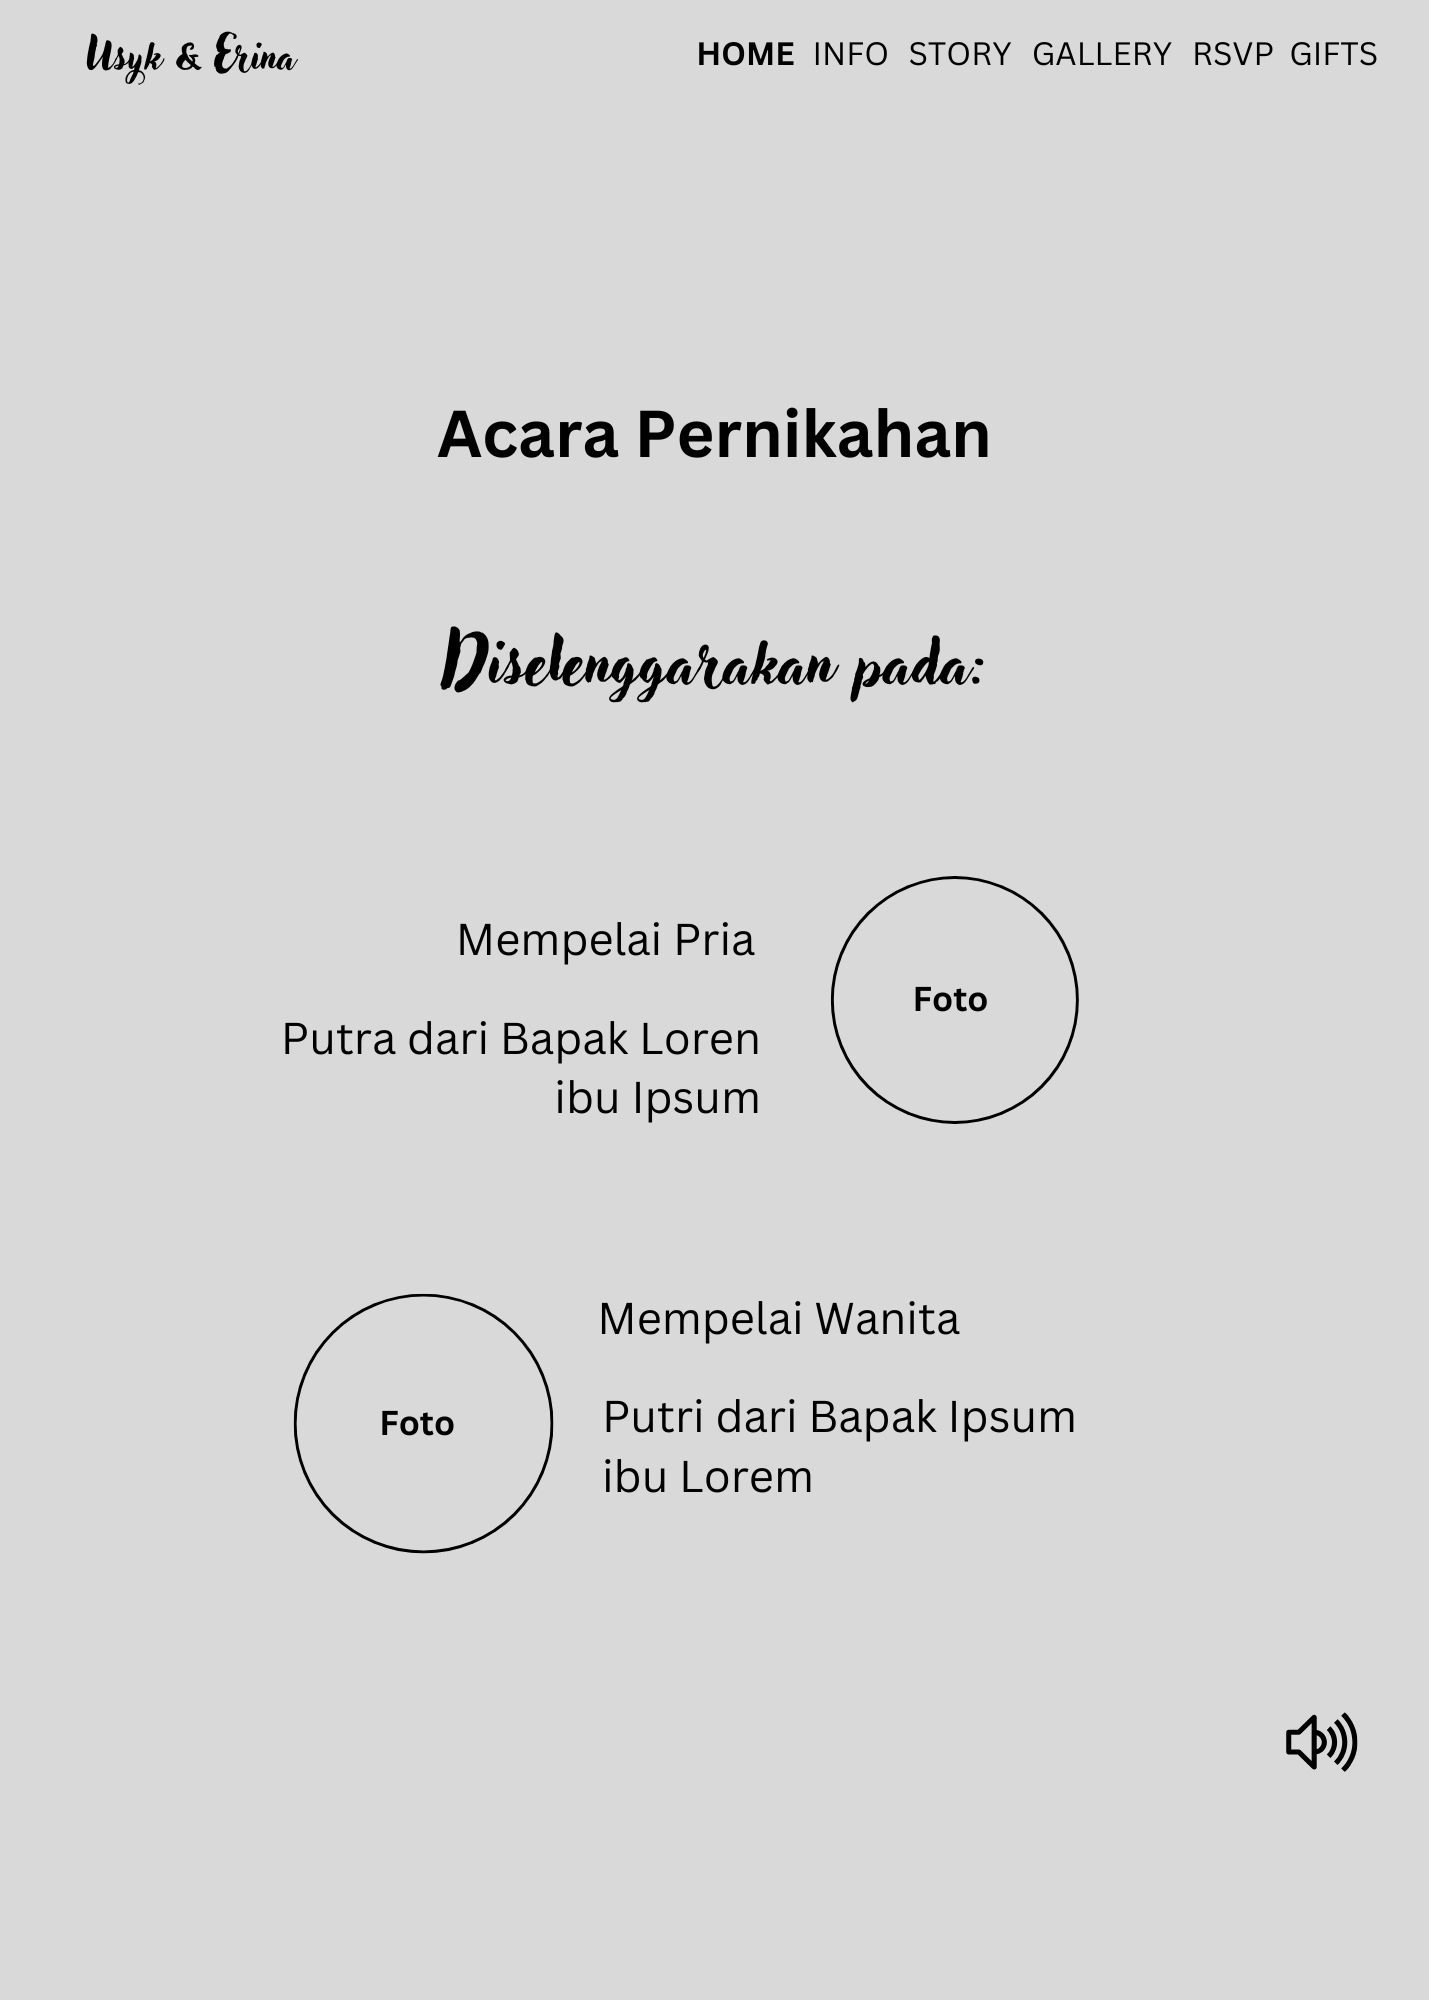 Usyk & Erina
HOME INFO STORY GALLERY RSVP GIFTS
Acara Pernikahan
Diselenggarakan pada:
Mempelai Pria
Putra dari Bapak Loren
ibu Ipsum
Foto
Foto
Mempelai Wanita
Putri dari Bapak Ipsum
ibu Lorem